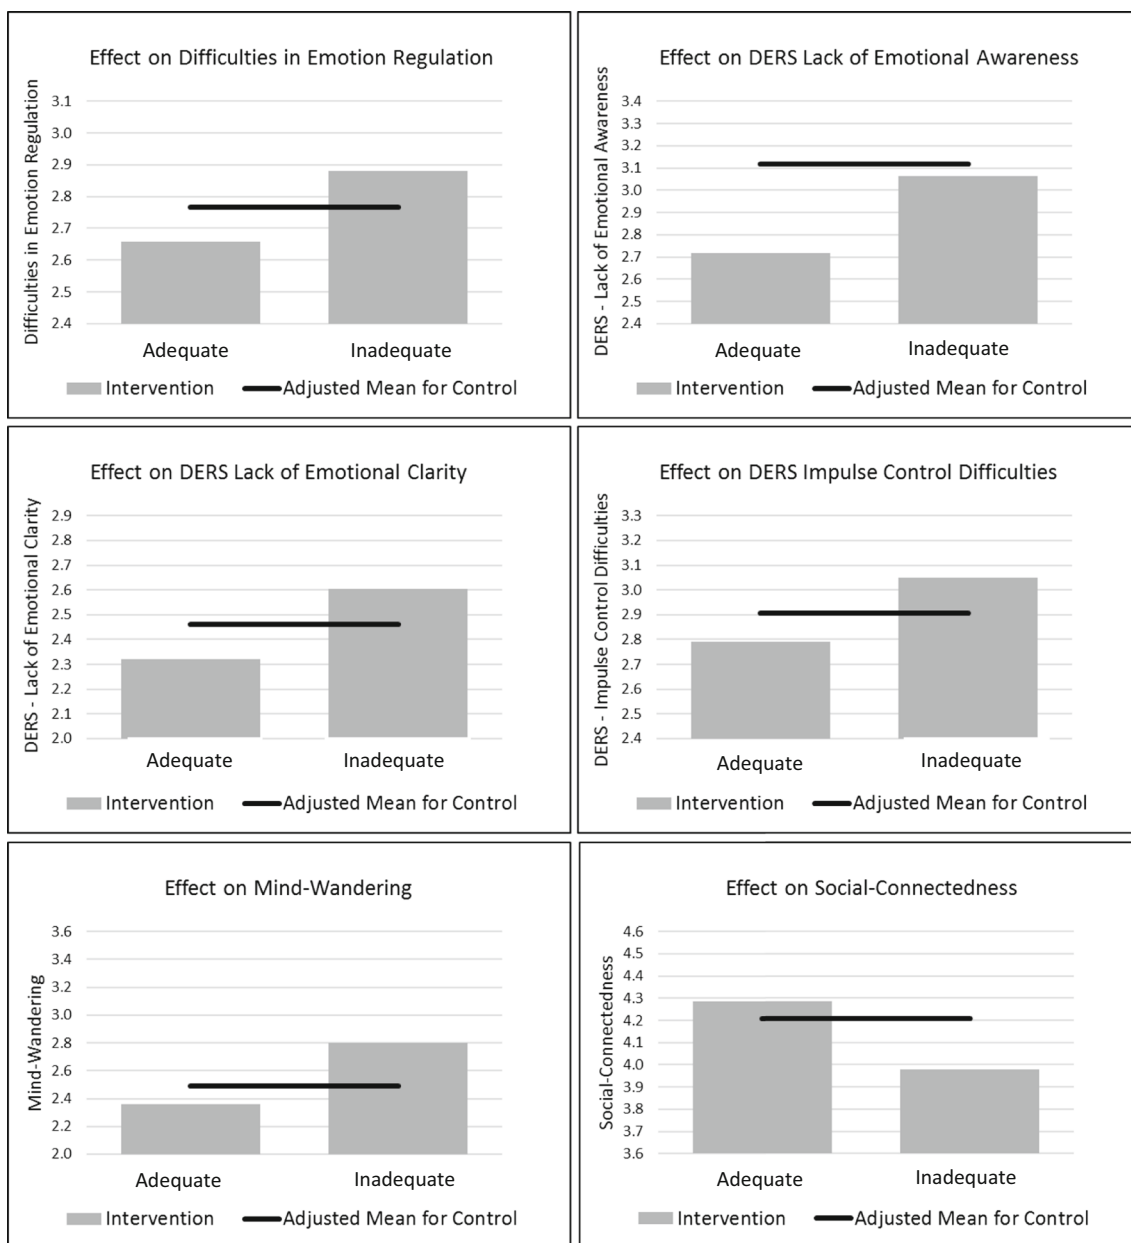 Effect on Difficulties in Emotion Regulation
Difficulties in Emotion Regulation
3.1
3.0
2.9
2.8
2.7
2.6
2.5
2.4
Adequate Inadequate
Intervention Adjusted Mean for Control
Effect on DERS Lack of Emotional Awareness
DERS - Lack of Emotional Awareness
3.4
3.3
3.2
3.1
3.0
2.9
2.8
2.7
2.6
2.5
2.4
Adequate Inadequate
Intervention Adjusted Mean for Control
Effect on DERS Lack of Emotional Clarity
DERS - Lack of Emotional Clarity
2.9
2.8
2.7
2.6
2.5
2.4
2.3
2.2
2.1
2.0
Adequate Inadequate
Intervention Adjusted Mean for Control
Effect on DERS Impulse Control Difficulties
DERS - Impulse Control Difficulties
3.3
3.2
3.1
3.0
2.9
2.8
2.7
2.6
2.5
2.4
Adequate Inadequate
Intervention Adjusted Mean for Control
Effect on Mind-Wandering
Mind-Wandering
3.6
3.4
3.2
3.0
2.8
2.6
2.4
2.2
2.0
Adequate Inadequate
Intervention Adjusted Mean for Control
Effect on Social-Connectedness
Social-Connectedness
4.6
4.5
4.4
4.3
4.2
4.1
4.0
3.9
3.8
3.7
3.6
Adequate Inadequate
Intervention Adjusted Mean for Control